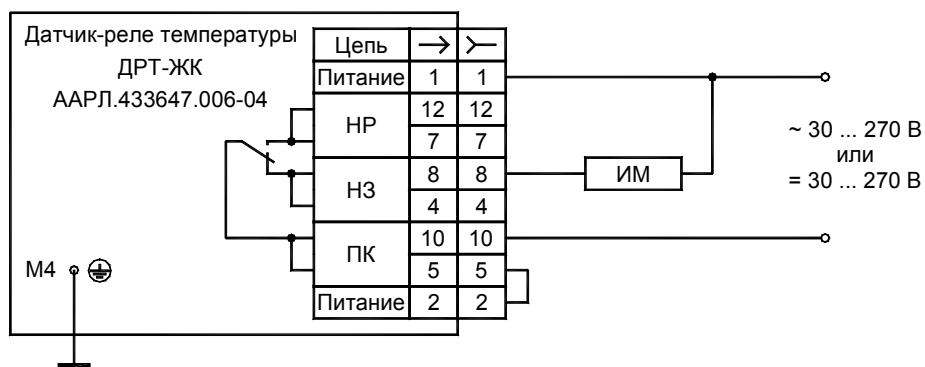 Датчик-реле температуры
ДРТ-ЖК
ААРЛ.433647.006-04
Цепь
Питание 1 1
НР 12 12
7 7
НЗ 8 8
4 4
ПК 10 10
5 5
Питание 2 2
ИМ
~ 30 ... 270 В
или
= 30 ... 270 В
М4